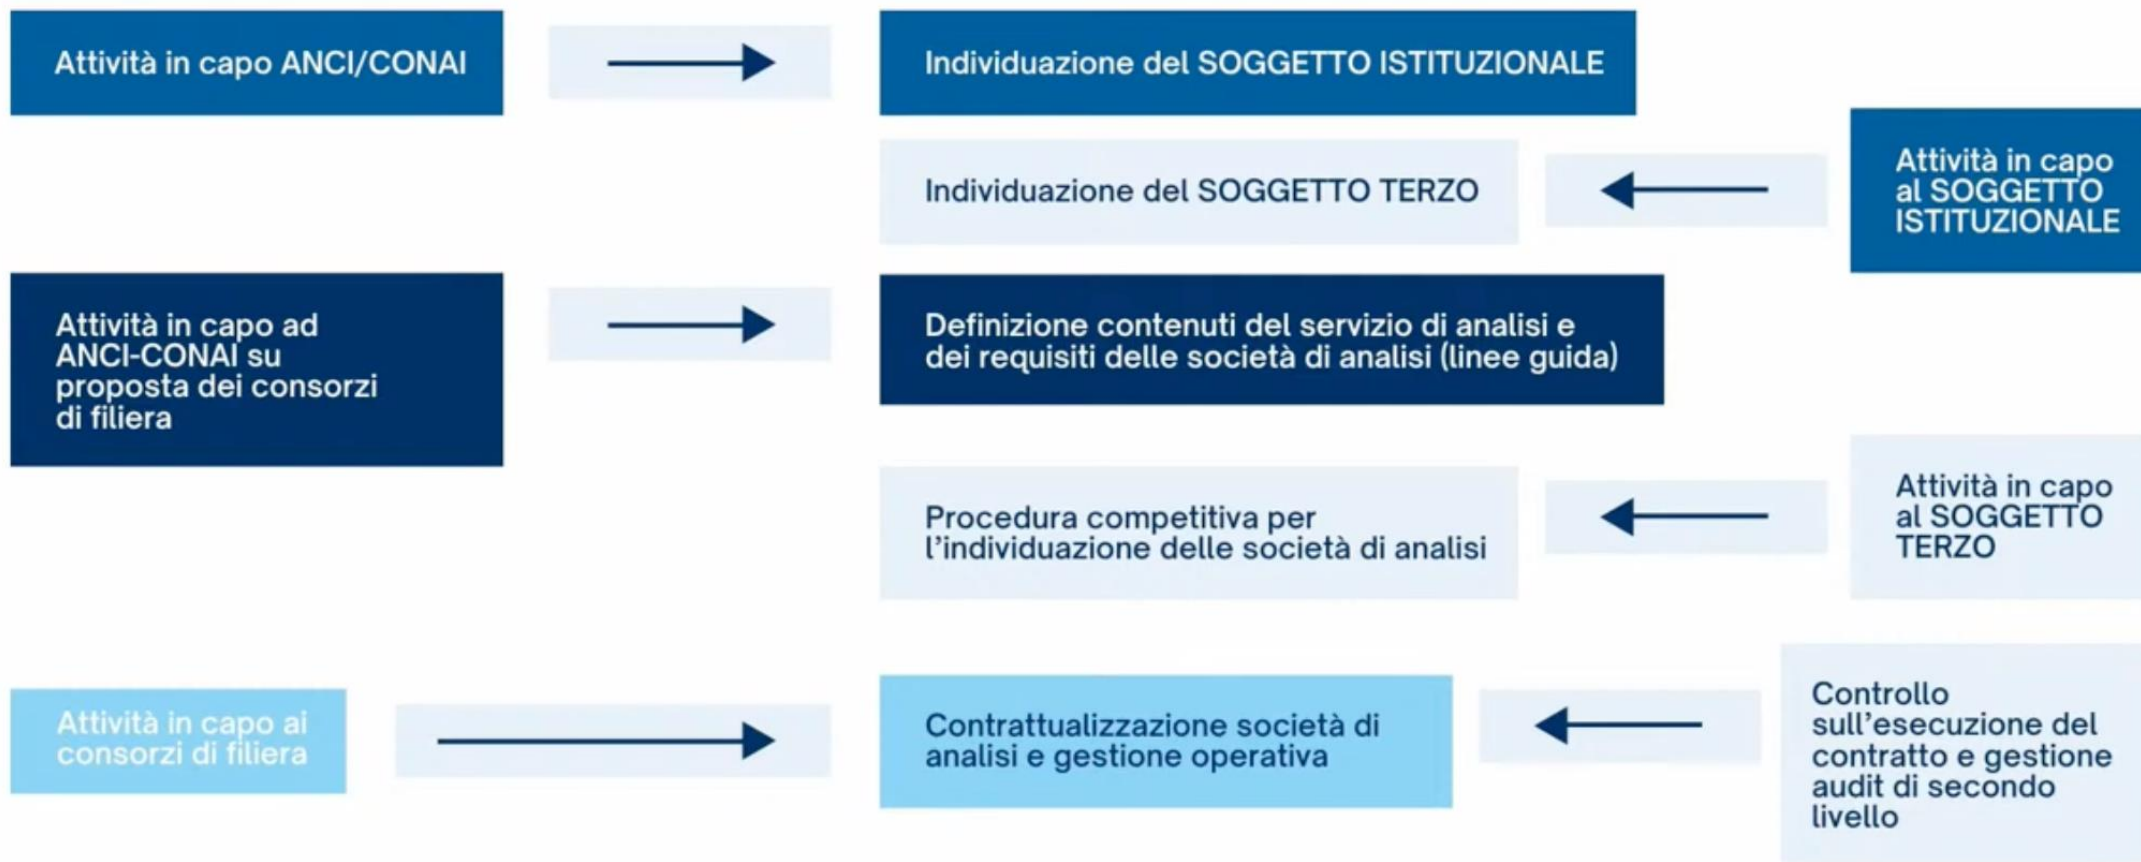 Attività in capo ANCI/CONAI
Individuazione del SOGGETTO ISTITUZIONALE
Individuazione del SOGGETTO TERZO
Attività in capo
al SOGGETTO
ISTITUZIONALE
Attività in capo ad
ANCI-CONAI su
proposta dei consorzi
di filiera
Definizione contenuti del servizio di analisi e
dei requisiti delle società di analisi (linee guida)
Procedura competitiva per
l'individuazione delle società di analisi
Attività in capo
al SOGGETTO
TERZO
Attività in capo ai
consorzi di filiera
Contrattualizzazione società di
analisi e gestione operativa
Controllo
sull'esecuzione del
contratto e gestione
audit di secondo
livello